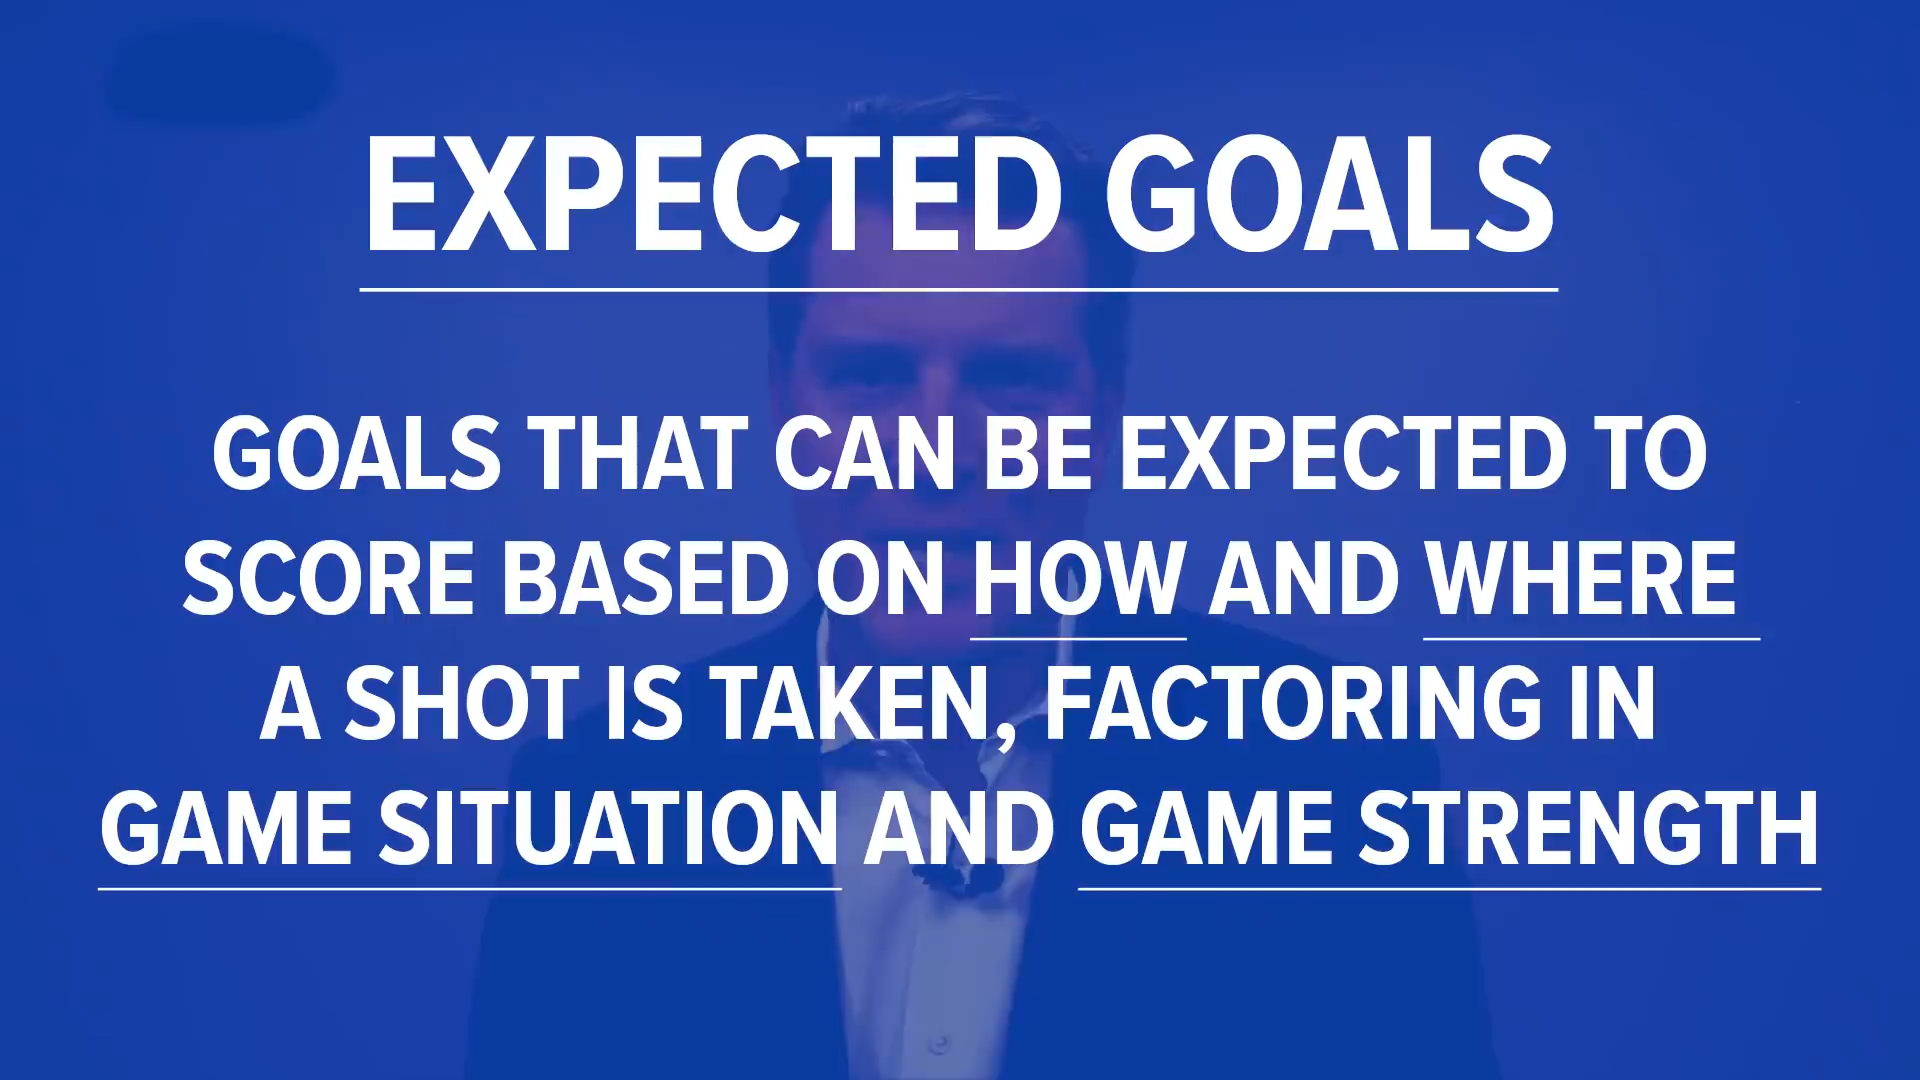 EXPECTED GOALS
GOALS THAT CAN BE EXPECTED TO
SCORE BASED ON HOW AND WHERE
A SHOT IS TAKEN, FACTORING IN
GAME SITUATION AND GAME STRENGTH